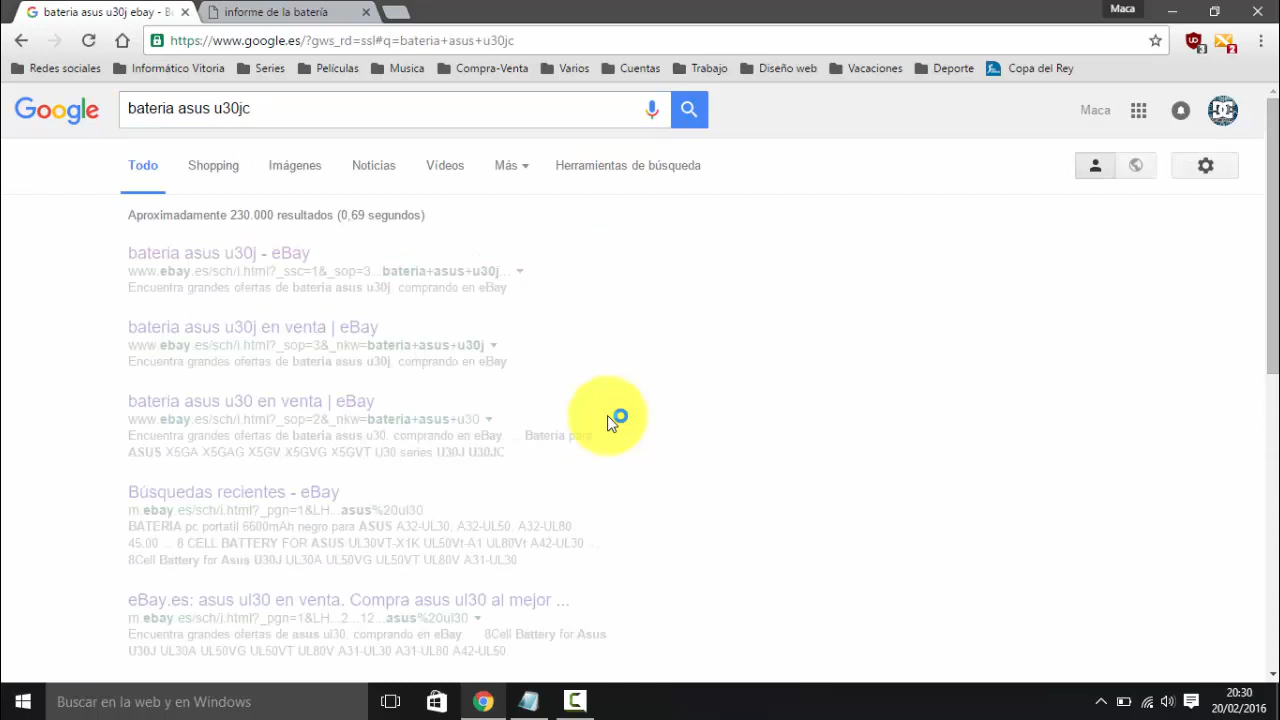 bateria asus u30j ebay - B
informe de la batería
Maca
https://www.google.es/?gws_rd=ssl#q=bateria+asus+u30jc
3
2
Redes sociales
Informático Vitoria
Series
Películas
Musica
Compra-Venta
Varios
Cuentas
Trabajo
Diseño web
Vacaciones
Deporte
Copa del Rey
Google
bateria asus u30jc
Maca
Todo
Shopping
Imágenes
Noticias
Vídeos
Más
Herramientas de búsqueda
Aproximadamente 230.000 resultados (0,69 segundos)
bateria asus u30j - eBay
www.ebay.es/sch/i.html?_ssc=1&_sop=3...bateria+asus+u30j...
Encuentra grandes ofertas de bateria asus u30j. comprando en eBay
bateria asus u30j en venta | eBay
www.ebay.es/sch/i.html?_sop=3&_nkw=bateria+asus+u30j
Encuentra grandes ofertas de bateria asus u30j. comprando en eBay
bateria asus u30 en venta | eBay
www.ebay.es/sch/i.html?_sop=2&_nkw=bateria+asus+u30
Encuentra grandes ofertas de bateria asus u30. comprando en eBay ... Batería para
ASUS X5GA X5GAG X5GV X5GVG X5GVT U30 series U30J U30JC
Búsquedas recientes - eBay
m.ebay.es/sch/i.html?_pgn=1&LH...asus%20ul30
BATERIA pc portatil 6600mAh negro para ASUS A32-UL30, A32-UL50, A32-UL80
45,00 ... 8 CELL BATTERY FOR ASUS UL30VT-X1K UL50Vt-A1 UL80Vt A42-UL30 ...
8Cell Battery for Asus U30J UL30A UL50VG UL50VT UL80V A31-UL30
eBay.es: asus ul30 en venta. Compra asus ul30 al mejor ...
m.ebay.es/sch/i.html?_pgn=1&LH...2...12...asus%20ul30
Encuentra grandes ofertas de asus ul30. comprando en eBay 8Cell Battery for Asus
U30J UL30A UL50VG UL50VT UL80V A31-UL30 A31-UL80 A42-UL50.
Buscar en la web y en Windows
20:30
20/02/2016